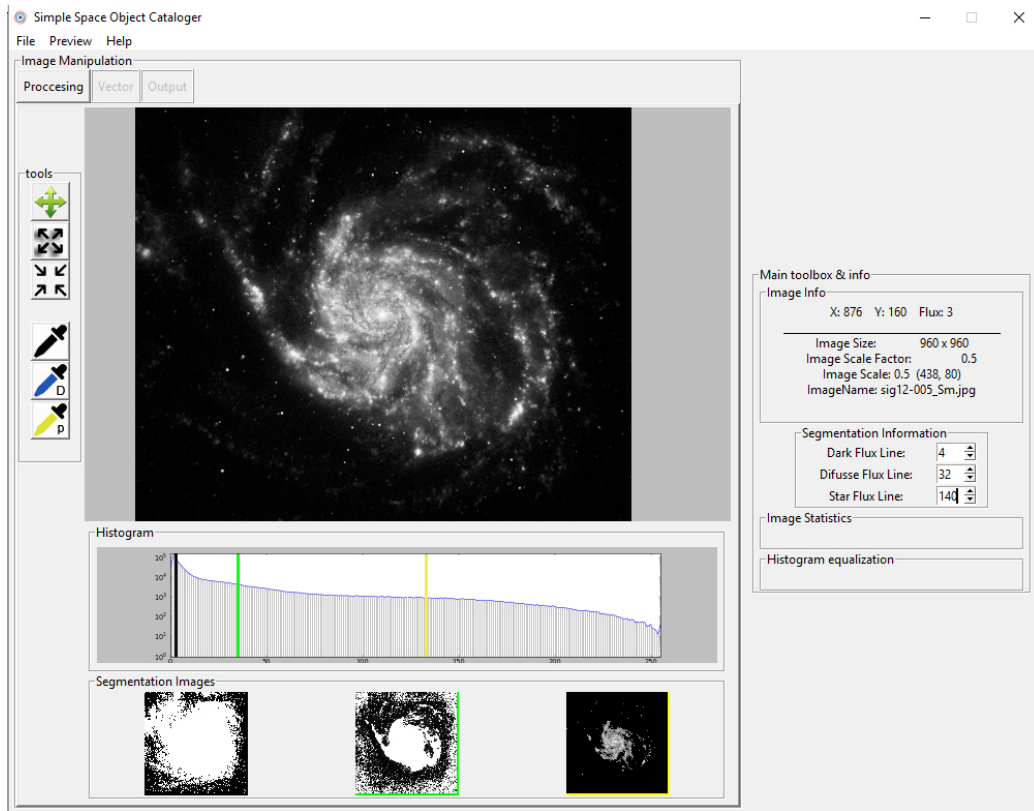 Simple Space Object Cataloger
File Preview Help
Image Manipulation
Proccesing Vector Output
tools
D
p
Histogram
10⁵
10⁴
10³
10²
10¹
10⁰
0 50 100 150 200 250
Segmentation Images
Main toolbox & info
Image Info
X: 876 Y: 160 Flux: 3
Image Size: 960 x 960
Image Scale Factor: 0.5
Image Scale: 0.5 (438, 80)
ImageName: sig12-005_Sm.jpg
Segmentation Information
Dark Flux Line: 4
Difusse Flux Line: 32
Star Flux Line: 140
Image Statistics
Histogram equalization